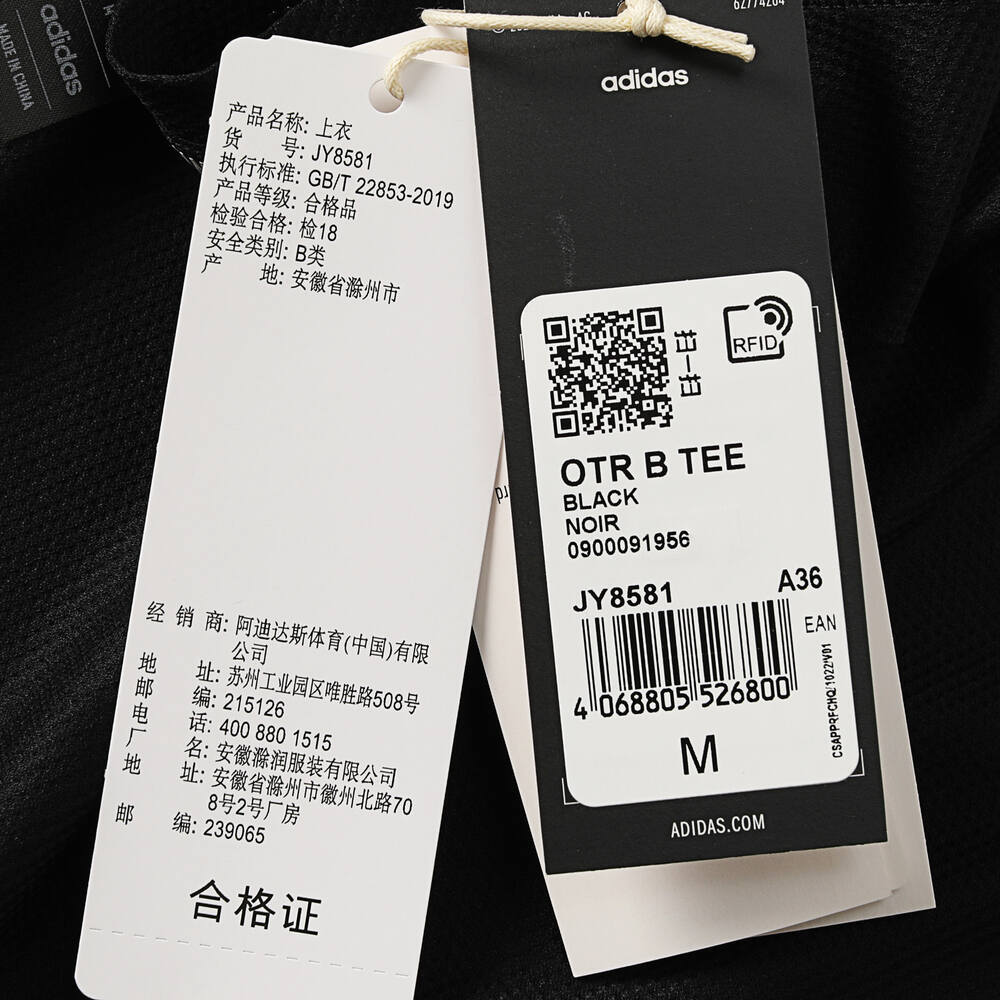 adidas
MADE IN CHINA
M
产品名称: 上衣
货 号: JY8581
执行标准: GB/T 22853-2019
产品等级: 合格品
检验合格: 检18
安全类别: B类
产 地: 安徽省滁州市
经 销 商: 阿迪达斯体育(中国)有限
公司
地 址: 苏州工业园区唯胜路508号
邮 编: 215126
电 话: 400 880 1515
厂 名: 安徽滁润服装有限公司
地 址: 安徽省滁州市徽州北路70
8号2号厂房
邮 编: 239065
合格证
adidas
扫一扫
RFID
OTR B TEE
BLACK
NOIR
0900091956
JY8581 A36
EAN
4 068805 526800
CSAPPRFCHQ/1022/V01
M
ADIDAS.COM